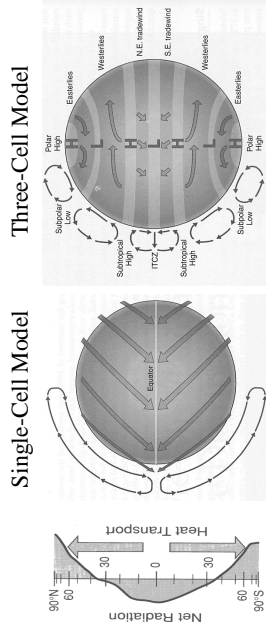 Three-Cell Model
Polar
High
Easterlies
Subpolar
Low
Westerlies
Subtropical
High
N.E. tradewind
ITCZ
S.E. tradewind
Subtropical
High
Westerlies
Subpolar
Low
Easterlies
Polar
High
H
L
H
L
H
L
H
Single-Cell Model
Equator
90°N
60
30
0
30
60
90°S
Net Radiation
Heat Transport